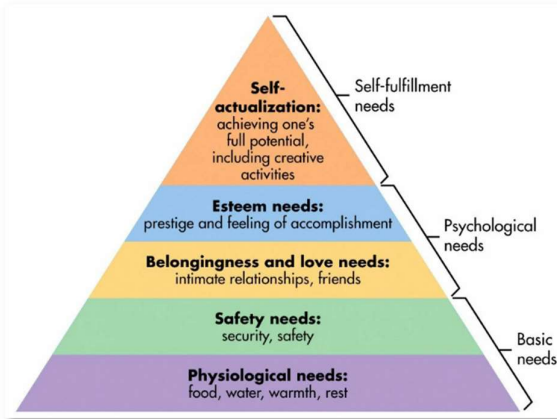 Self-
actualization:
achieving one's
full potential,
including creative
activities
Self-fulfillment
needs
Esteem needs:
prestige and feeling of accomplishment
Psychological
needs
Belongingness and love needs:
intimate relationships, friends
Safety needs:
security, safety
Basic
needs
Physiological needs:
food, water, warmth, rest